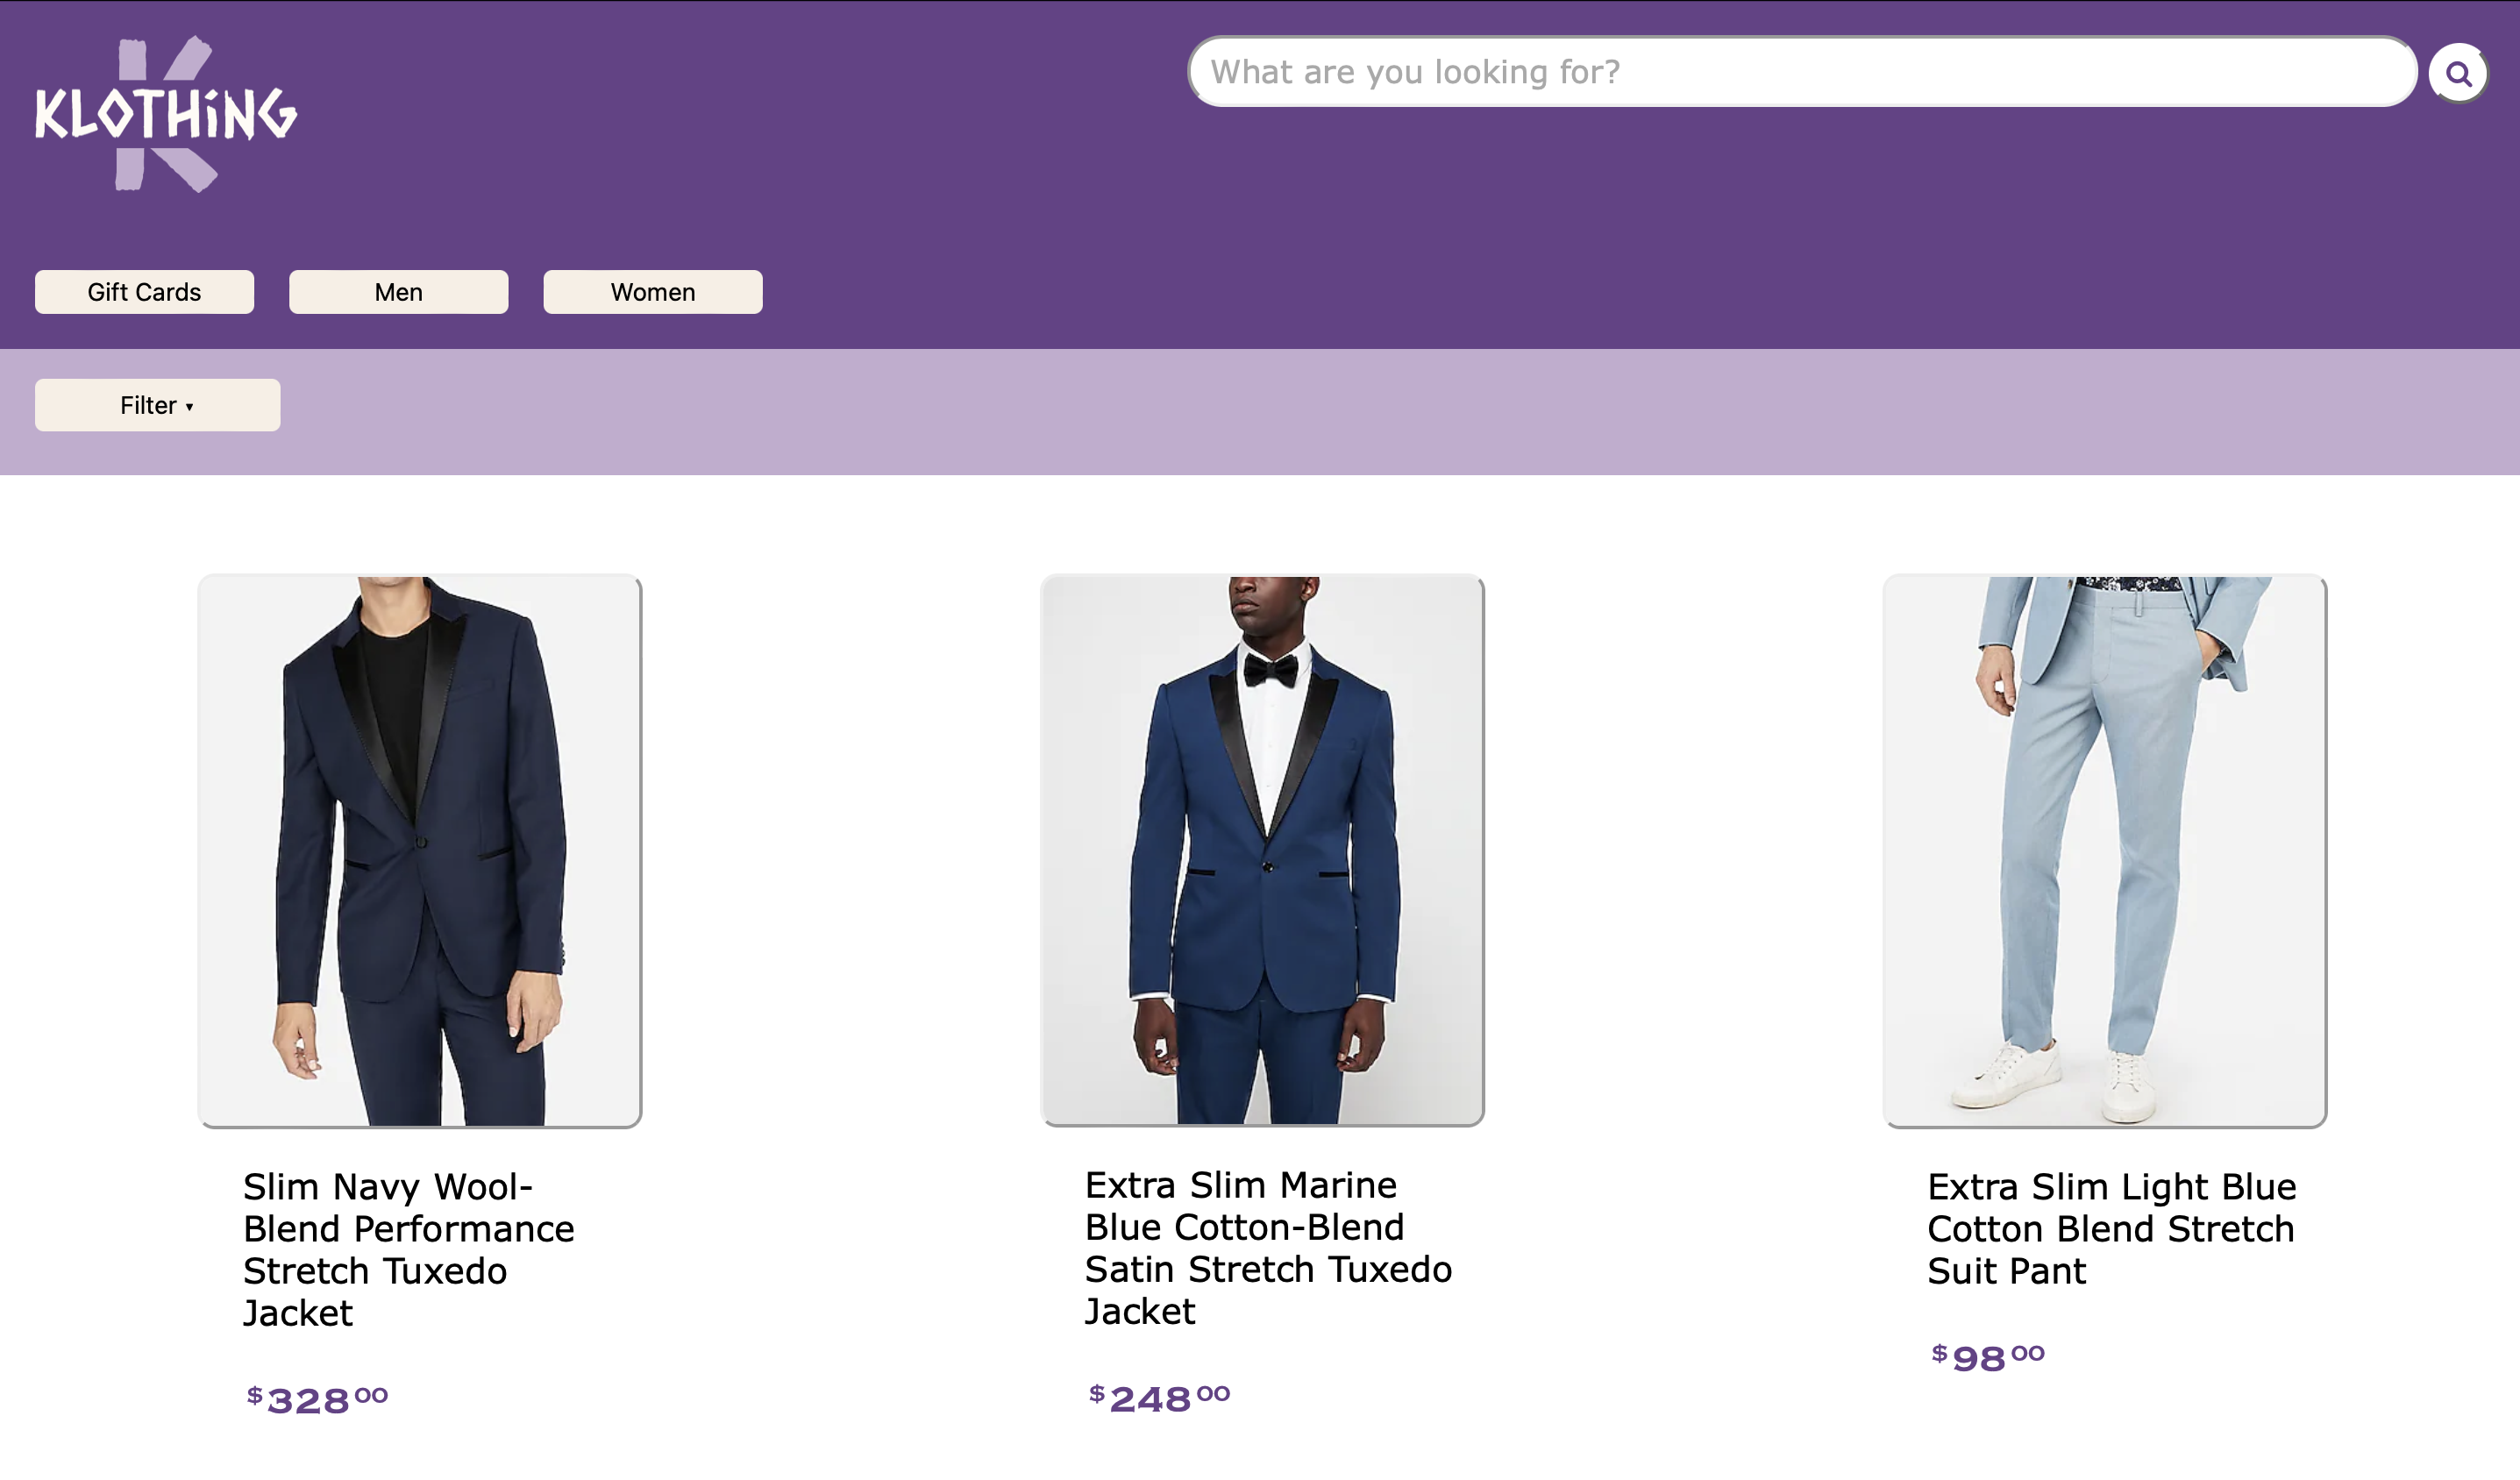 KLOTHiNG
What are you looking for?
Gift Cards
Men
Women
Filter ▾
Slim Navy Wool-
Blend Performance
Stretch Tuxedo
Jacket
$328 00
Extra Slim Marine
Blue Cotton-Blend
Satin Stretch Tuxedo
Jacket
$248 00
Extra Slim Light Blue
Cotton Blend Stretch
Suit Pant
$98 00